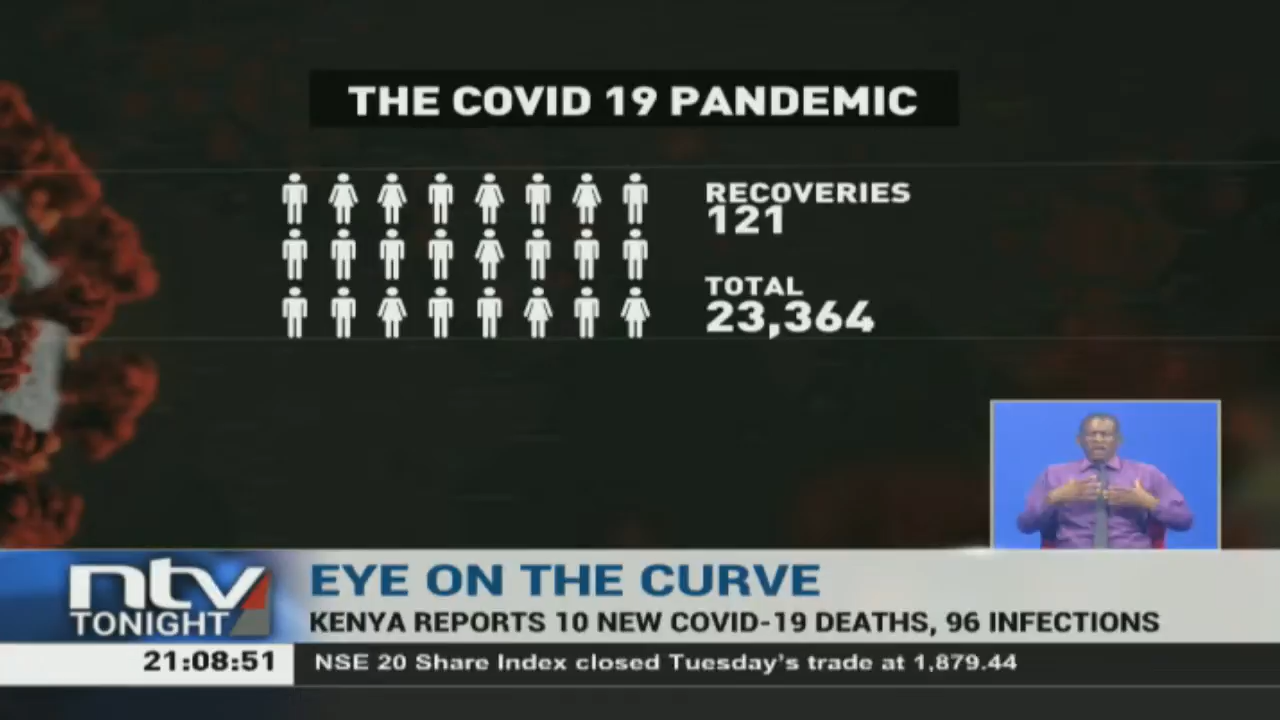 THE COVID 19 PANDEMIC
RECOVERIES
121
TOTAL
23,364
ntv
TONIGHT
EYE ON THE CURVE
KENYA REPORTS 10 NEW COVID-19 DEATHS, 96 INFECTIONS
21:08:51
NSE 20 Share Index closed Tuesday's trade at 1,879.44